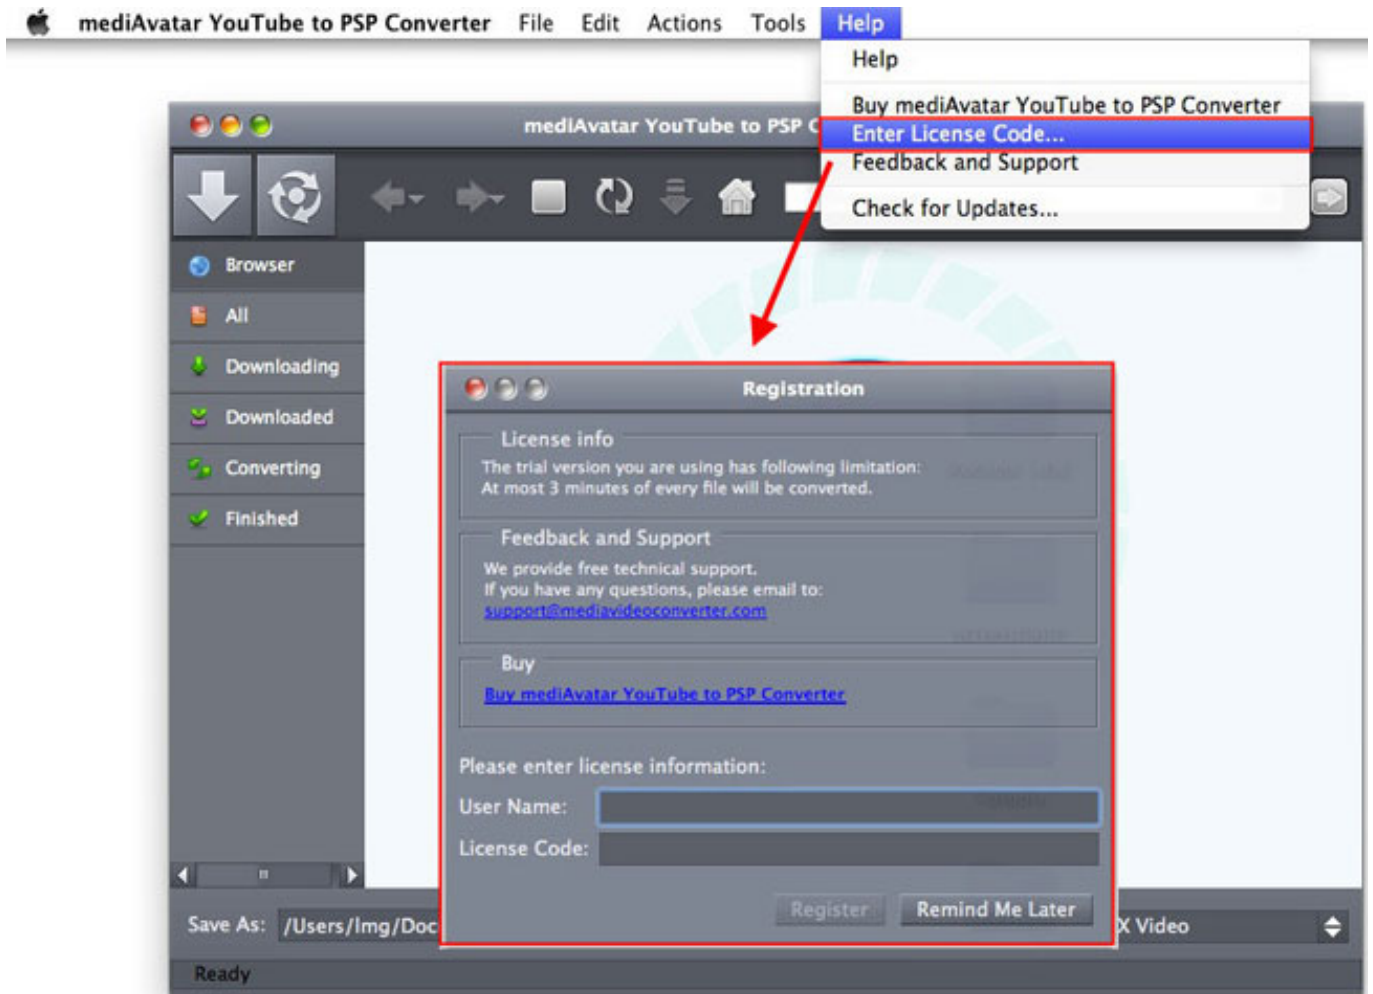 mediAvatar YouTube to PSP Converter File Edit Actions Tools Help
Help
Buy mediAvatar YouTube to PSP Converter
Enter License Code...
Feedback and Support
Check for Updates...
mediAvatar YouTube to PSP
Browser
All
Downloading
Downloaded
Converting
Finished
Registration
License info
The trial version you are using has following limitation:
At most 3 minutes of every file will be converted.
Feedback and Support
We provide free technical support.
If you have any questions, please email to:
support@mediavideoconverter.com
Buy
Buy mediAvatar YouTube to PSP Converter
Please enter license information:
User Name:
License Code:
Register Remind Me Later
Save As: /Users/lmg/Doc X Video
Ready